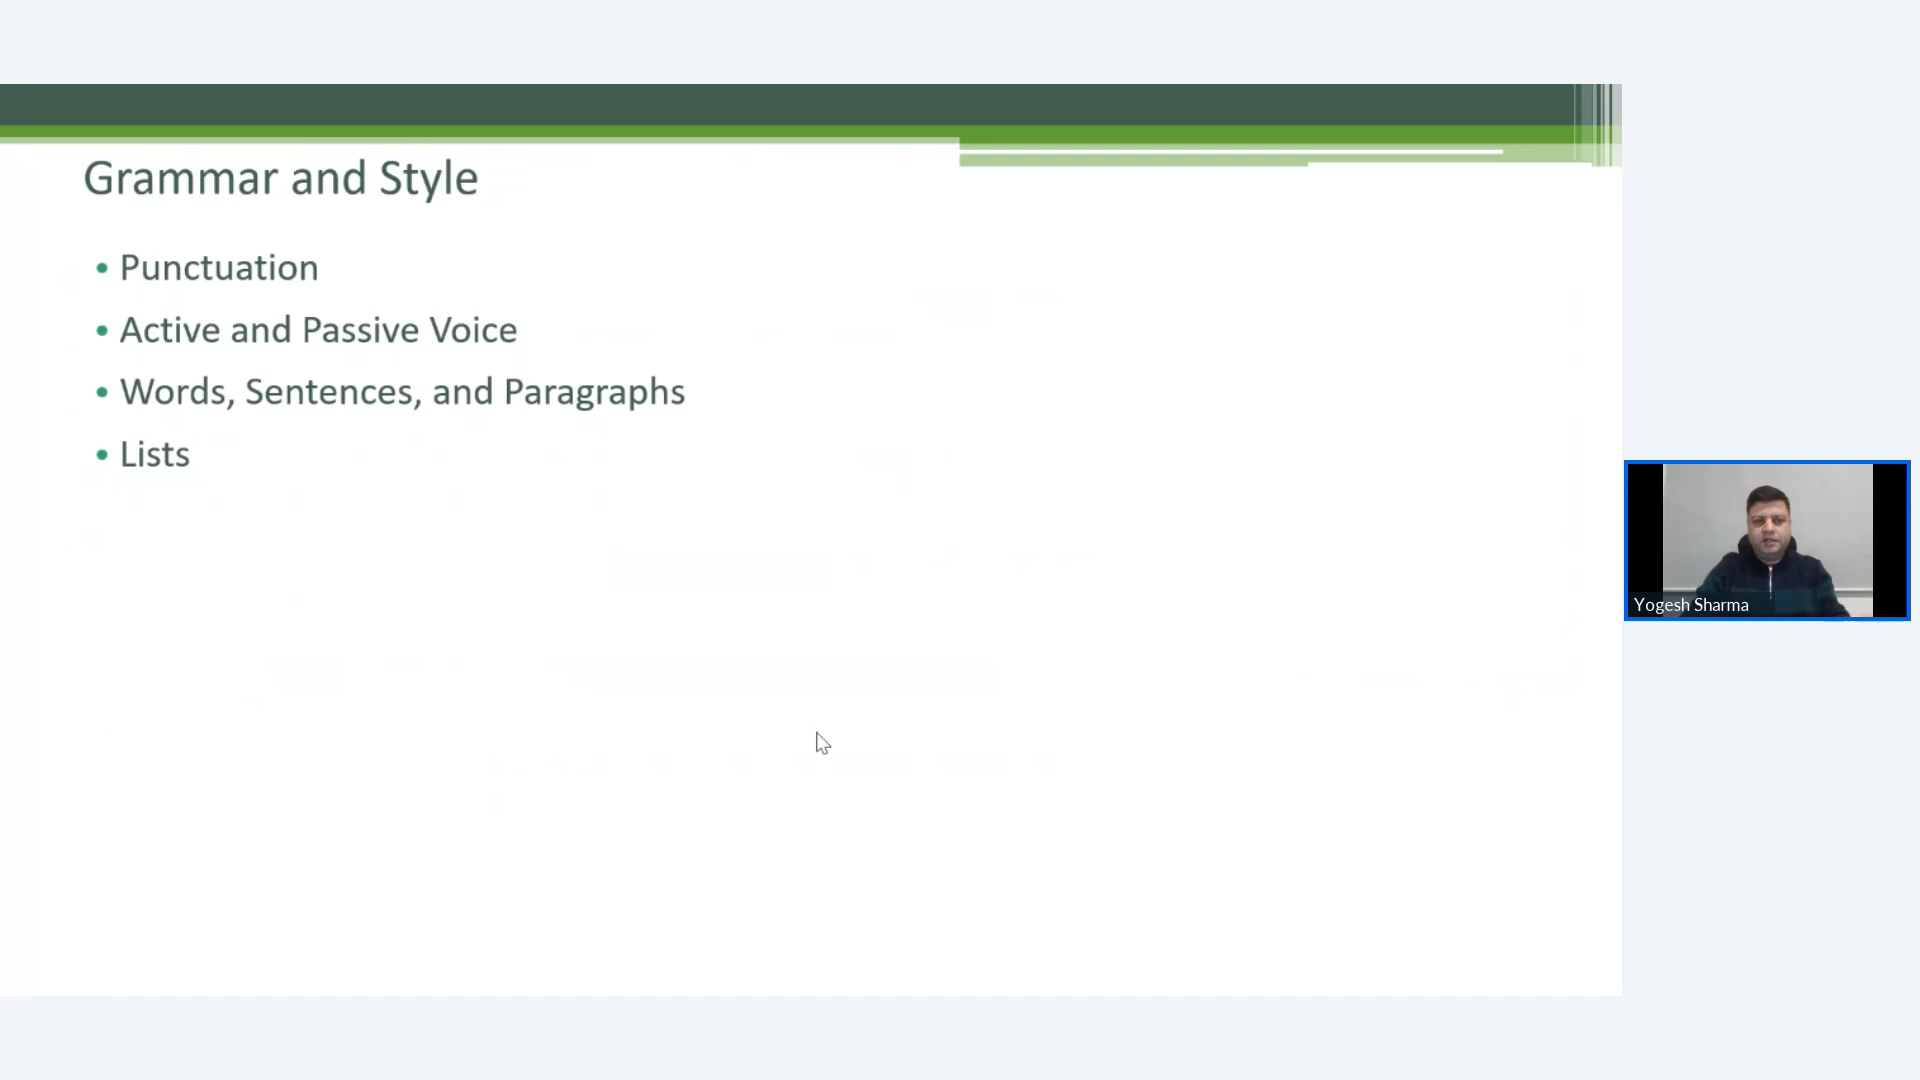 Grammar and Style
• Punctuation
• Active and Passive Voice
• Words, Sentences, and Paragraphs
• Lists
Yogesh Sharma